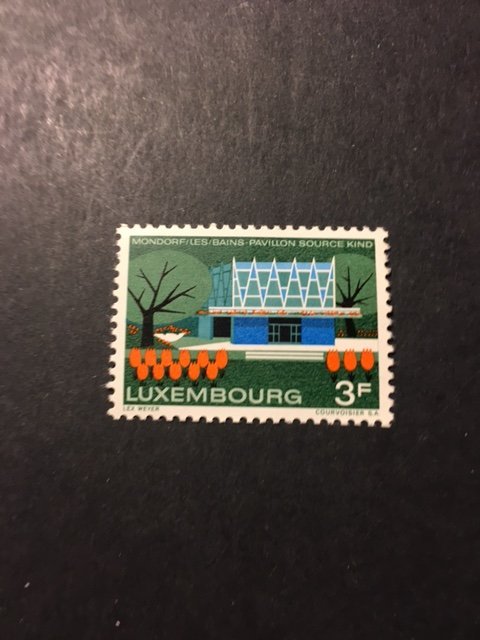 MONDORF/LES/BAINS-PAVILLON SOURCE KIND
LUXEMBOURG 3F
LEX WEYER COURVOISIER S.A.